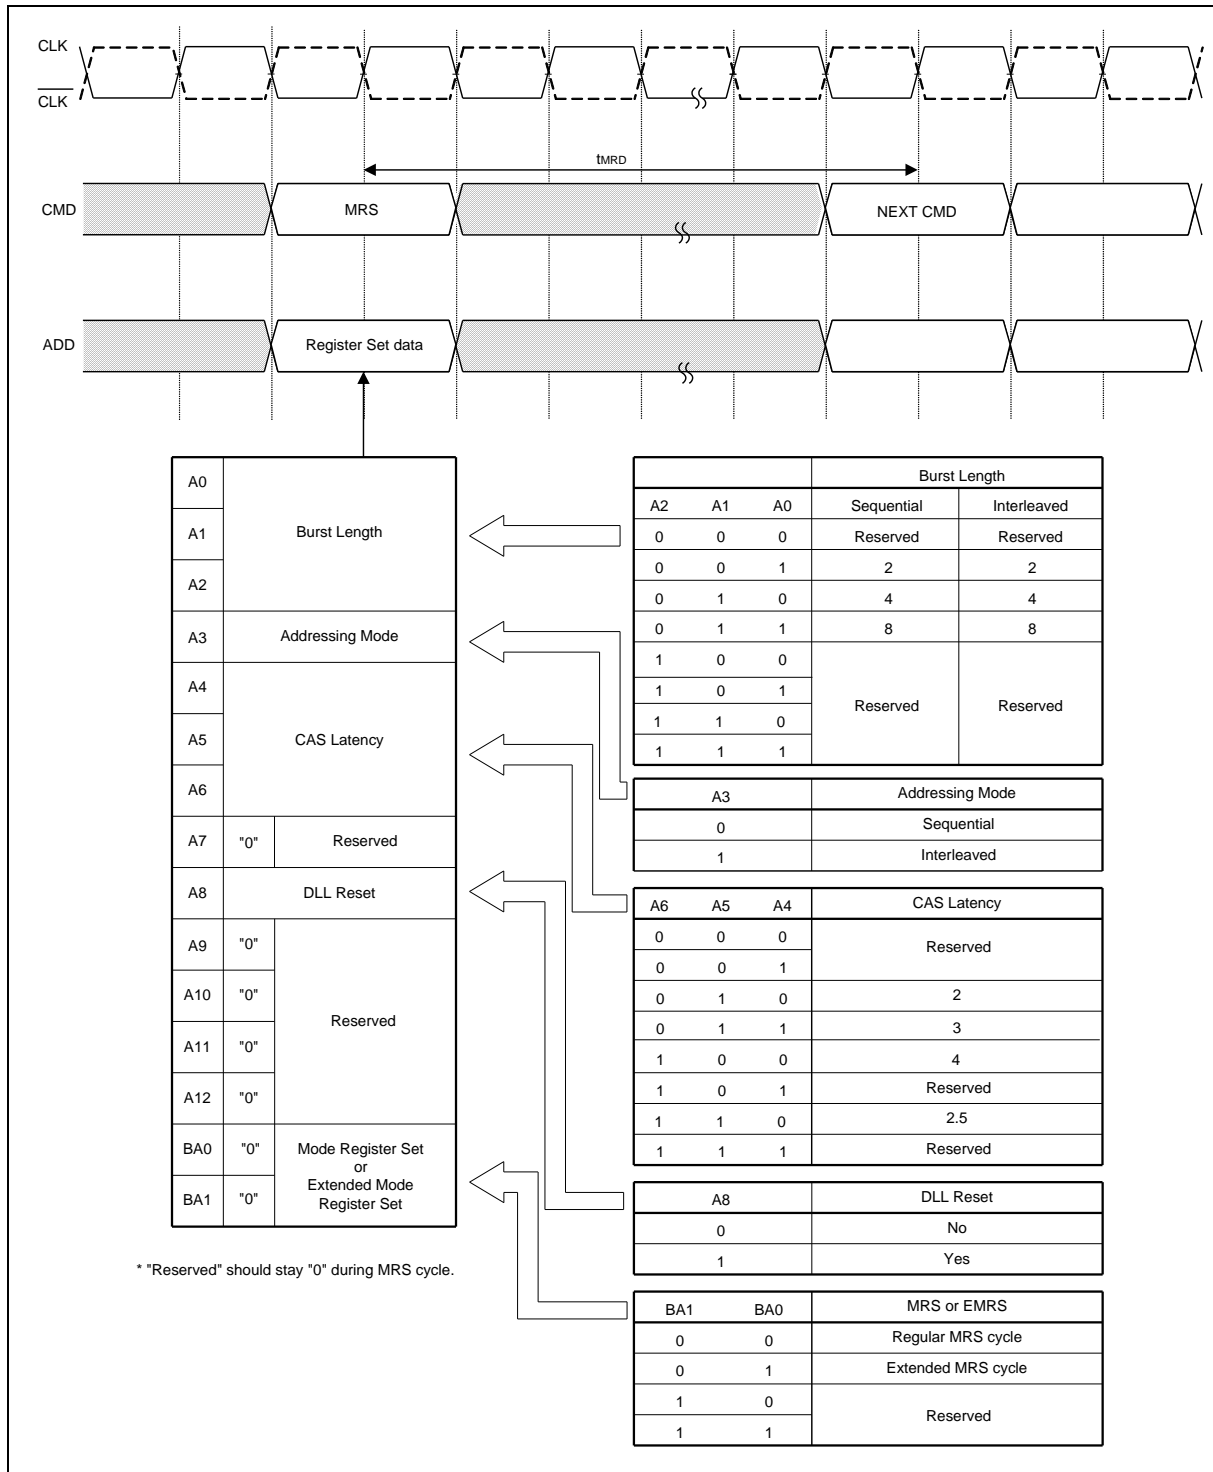 CLK
CLK
tMRD
CMD
MRS
NEXT CMD
ADD
Register Set data
A0
A1
A2
Burst Length
A3 Addressing Mode
A4
A5
A6
CAS Latency
A7 "0" Reserved
A8 DLL Reset
A9 "0"
A10 "0"
A11 "0"
A12 "0"
Reserved
BA0 "0"
BA1 "0"
Mode Register Set
or
Extended Mode
Register Set
* "Reserved" should stay "0" during MRS cycle.
Burst Length
A2 A1 A0 Sequential Interleaved
0 0 0 Reserved Reserved
0 0 1 2 2
0 1 0 4 4
0 1 1 8 8
1 0 0
1 0 1
1 1 0
1 1 1
Reserved Reserved
A3 Addressing Mode
0 Sequential
1 Interleaved
A6 A5 A4 CAS Latency
0 0 0
0 0 1
Reserved
0 1 0 2
0 1 1 3
1 0 0 4
1 0 1 Reserved
1 1 0 2.5
1 1 1 Reserved
A8 DLL Reset
0 No
1 Yes
BA1 BA0 MRS or EMRS
0 0 Regular MRS cycle
0 1 Extended MRS cycle
1 0
1 1
Reserved